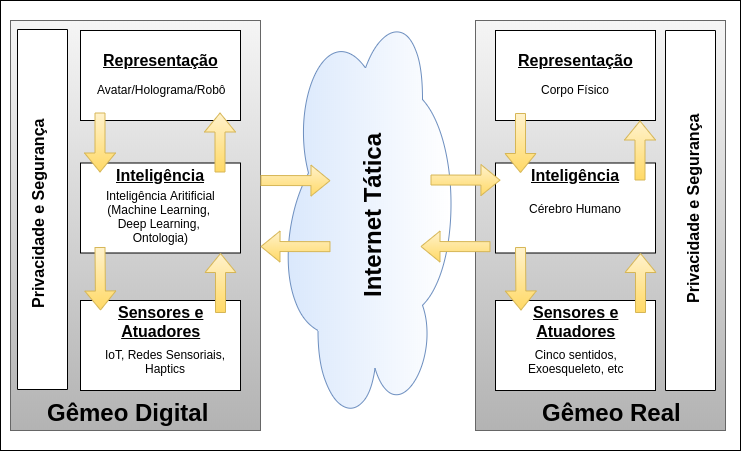 Privacidade e Segurança
Representação
Avatar/Holograma/Robô
Inteligência
Inteligência Aritificial
(Machine Learning,
Deep Learning,
Ontologia)
Sensores e
Atuadores
IoT, Redes Sensoriais,
Haptics
Gêmeo Digital
Internet Tática
Representação
Corpo Físico
Inteligência
Cérebro Humano
Sensores e
Atuadores
Cinco sentidos,
Exoesqueleto, etc
Privacidade e Segurança
Gêmeo Real